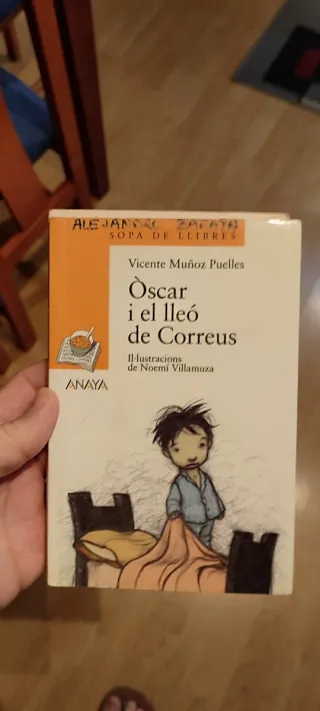 ALEJANDRO ZAPATA
SOPA DE LLIBRES
Vicente Muñoz Puelles
Òscar
i el lleó
de Correus
Il·lustracions
de Noemí Villamuza
ANAYA